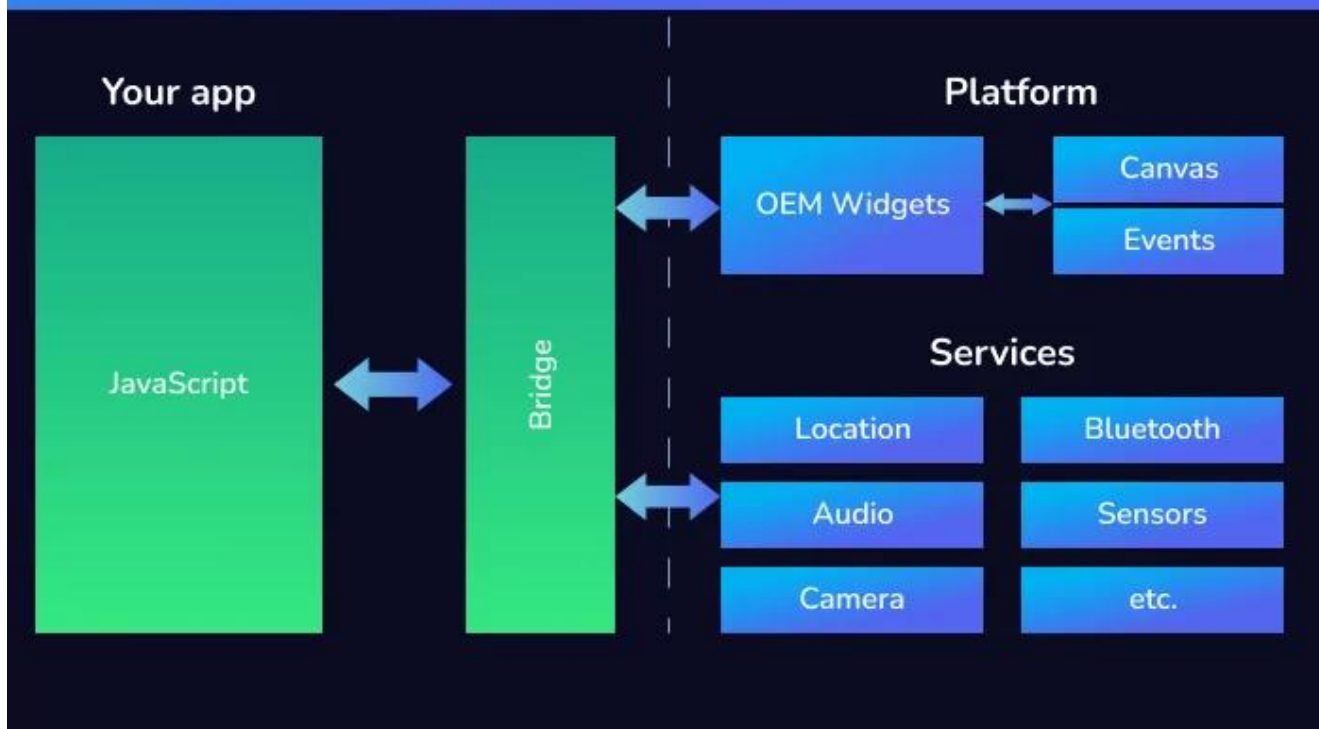 Your app
Platform
JavaScript
Bridge
OEM Widgets
Canvas
Events
Services
Location
Bluetooth
Audio
Sensors
Camera
etc.